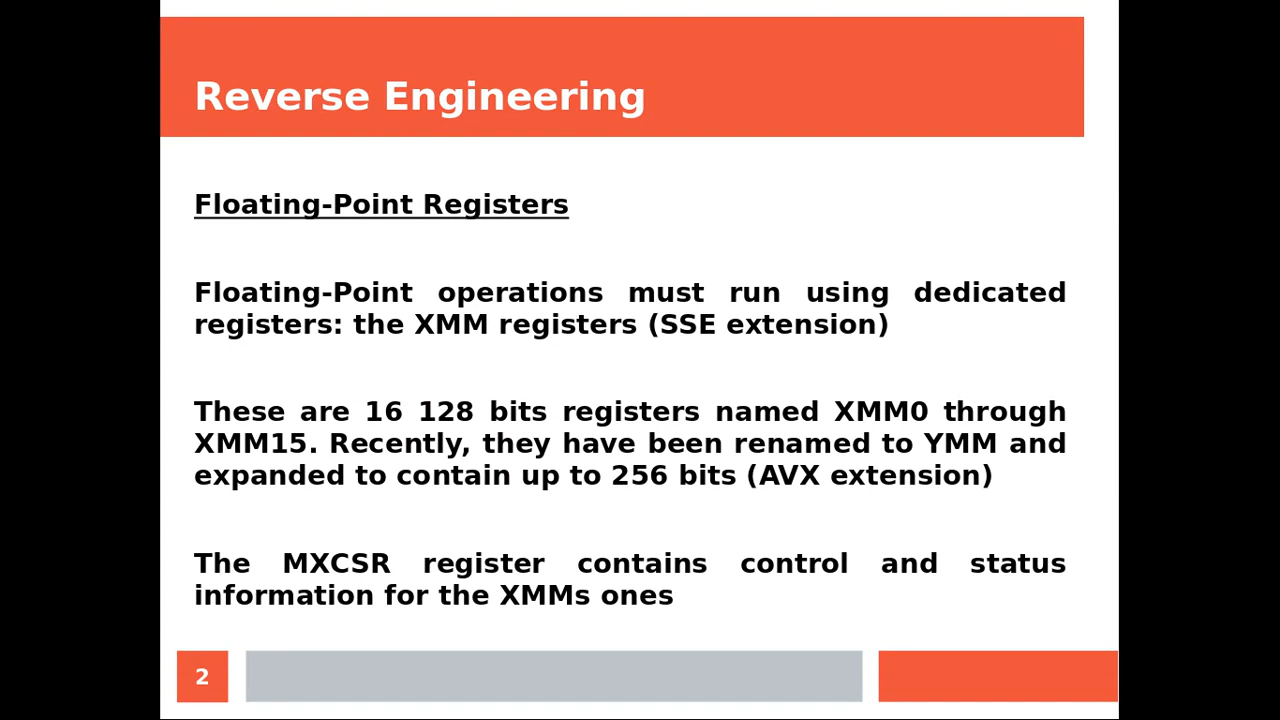 Reverse Engineering
Floating-Point Registers
Floating-Point operations must run using dedicated
registers: the XMM registers (SSE extension)
These are 16 128 bits registers named XMM0 through
XMM15. Recently, they have been renamed to YMM and
expanded to contain up to 256 bits (AVX extension)
The MXCSR register contains control and status
information for the XMMs ones
2